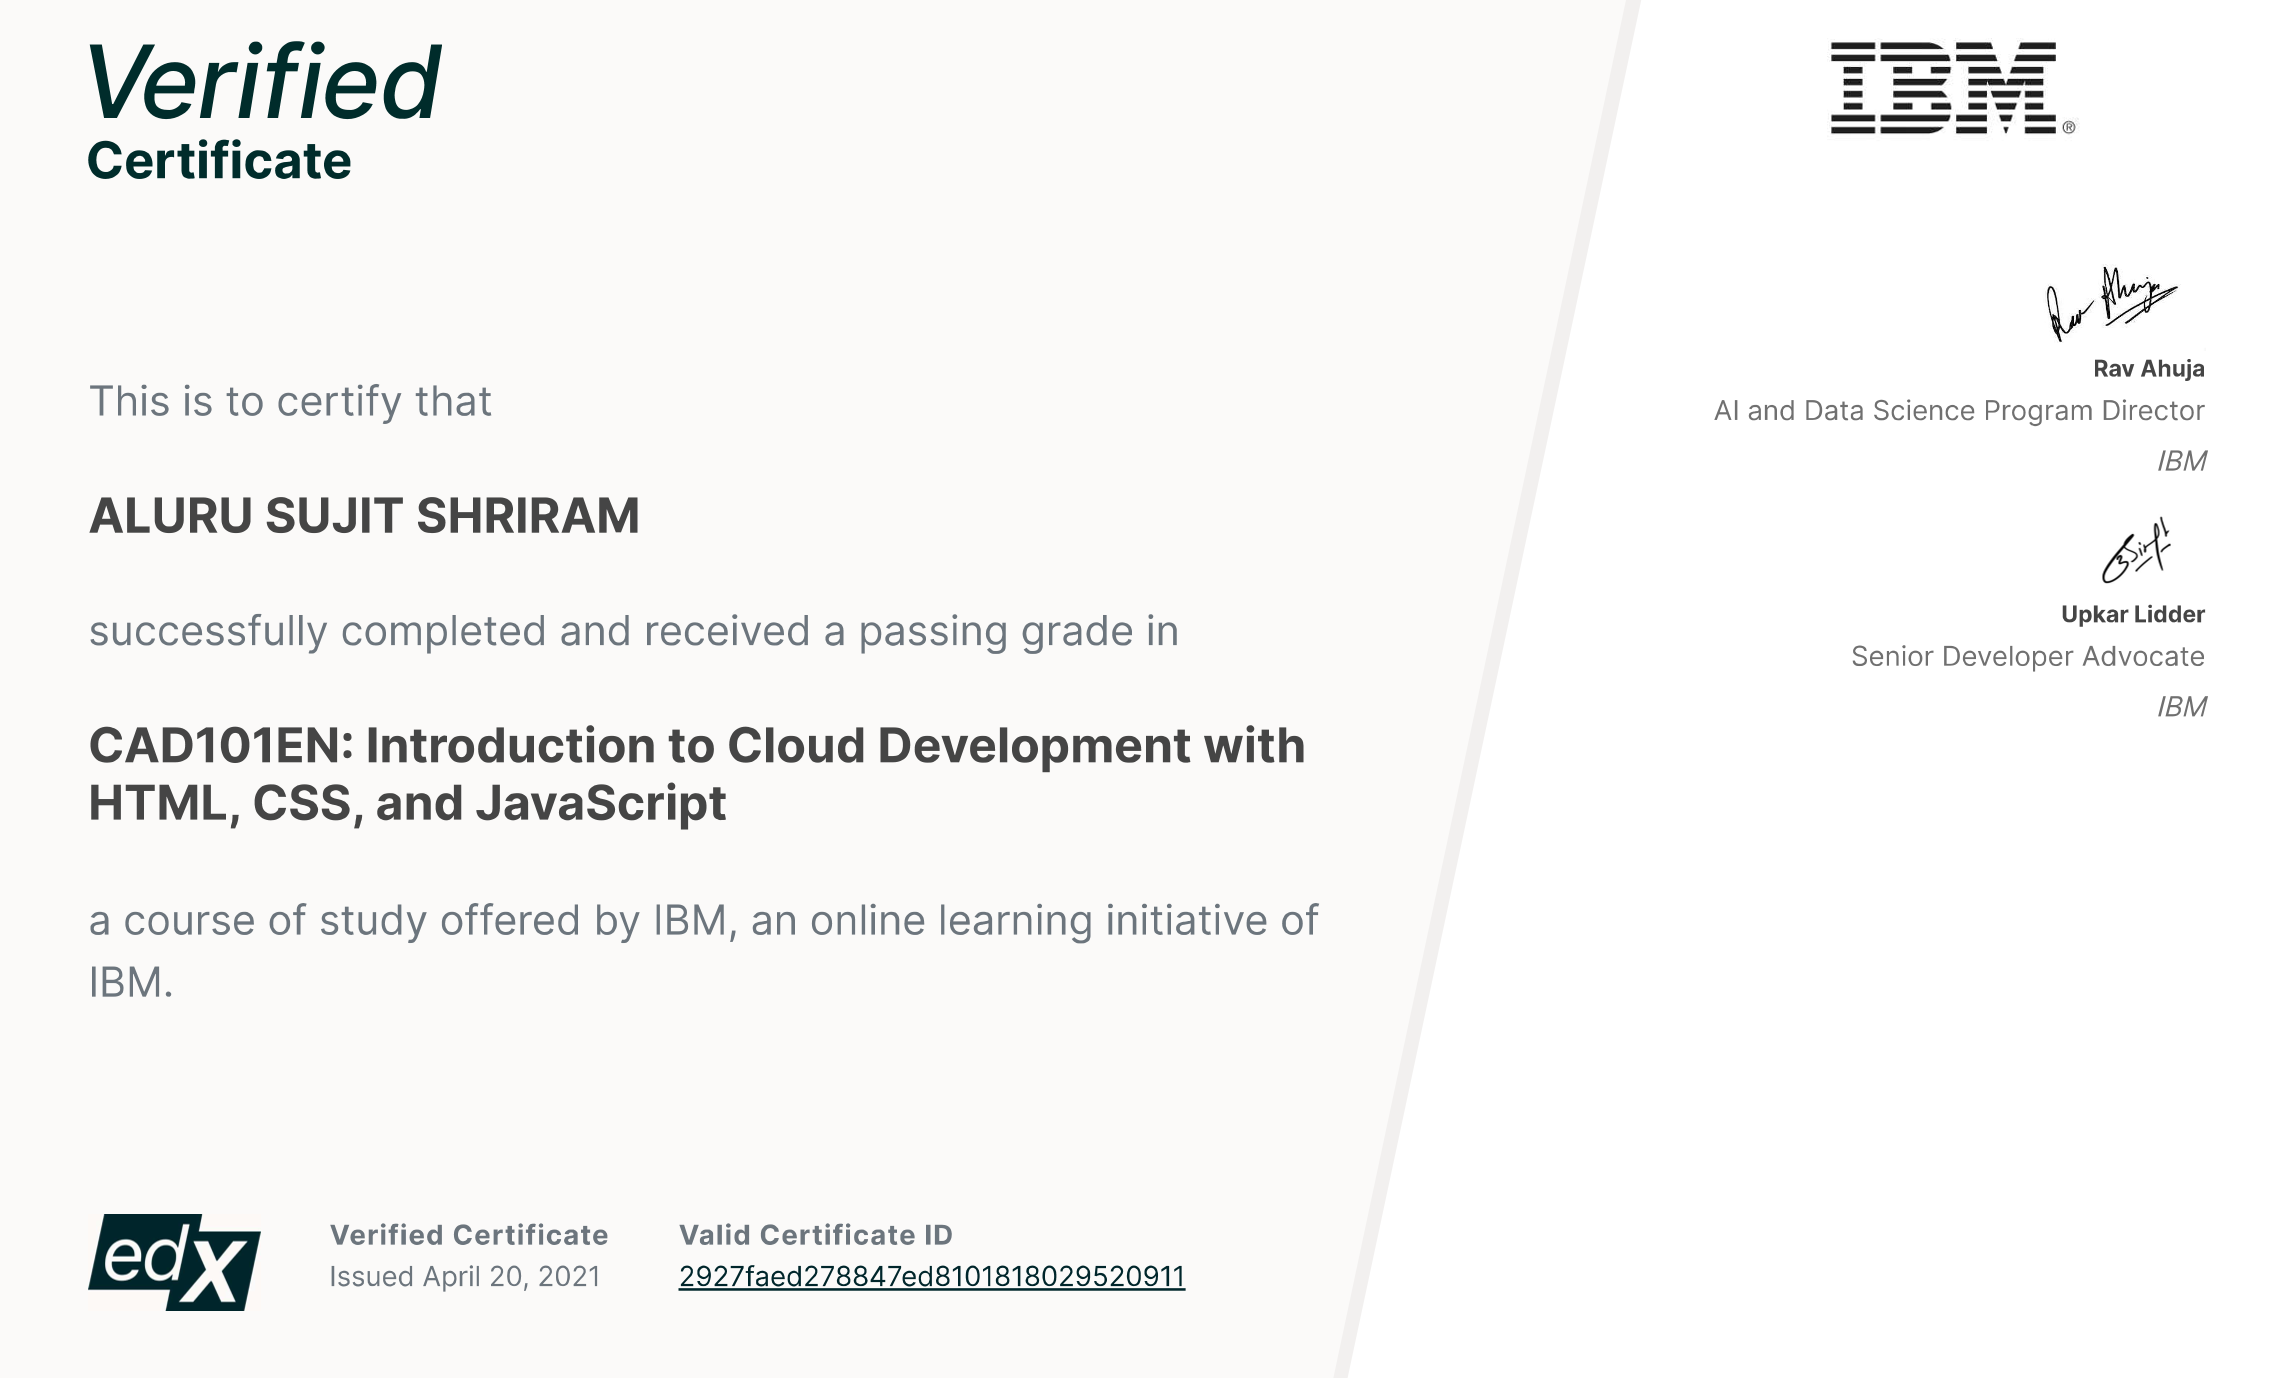 Verified
Certificate
IBM®
This is to certify that
ALURU SUJIT SHRIRAM
successfully completed and received a passing grade in
CAD101EN: Introduction to Cloud Development with
HTML, CSS, and JavaScript
a course of study offered by IBM, an online learning initiative of
IBM.
Rav Ahuja
Rav Ahuja
AI and Data Science Program Director
IBM
Upkar Lidder
Senior Developer Advocate
IBM
edX
Verified Certificate
Issued April 20, 2021
Valid Certificate ID
2927faed278847ed8101818029520911